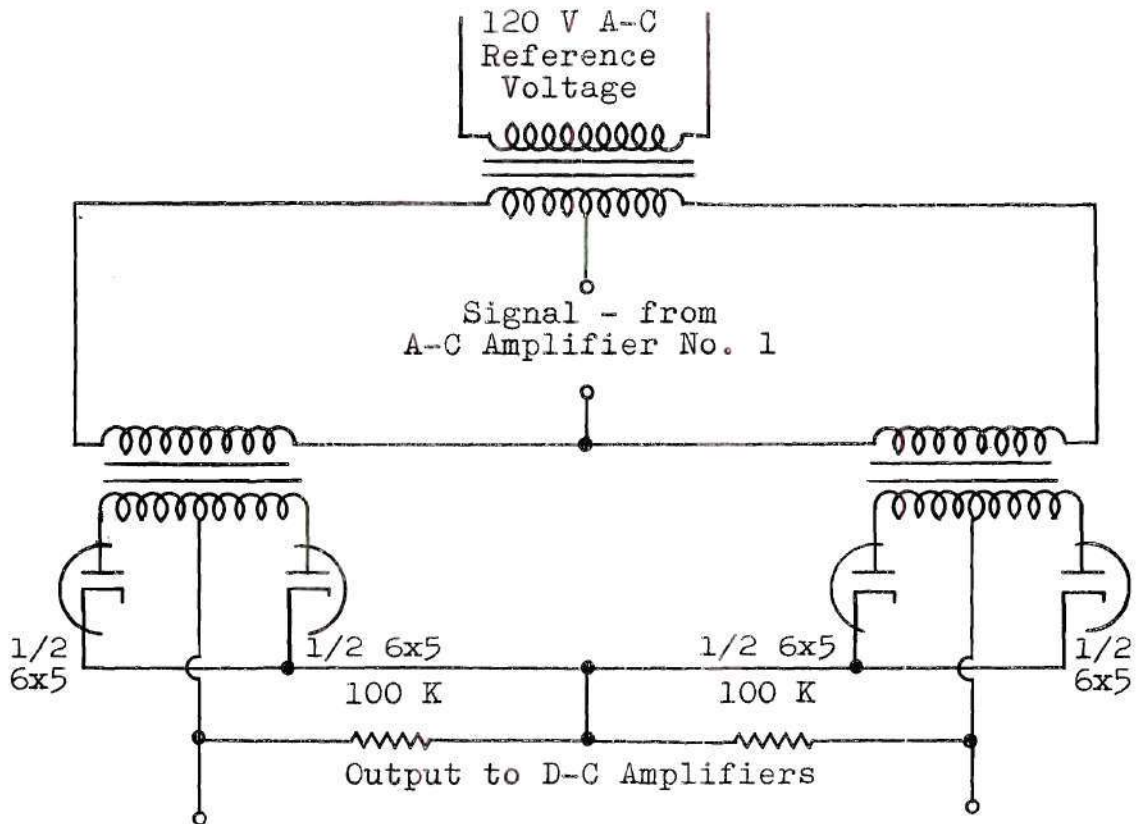 120 V A-C
Reference
Voltage
Signal - from
A-C Amplifier No. 1
1/2
6x5
1/2 6x5
1/2 6x5
1/2
6x5
100 K
100 K
Output to D-C Amplifiers